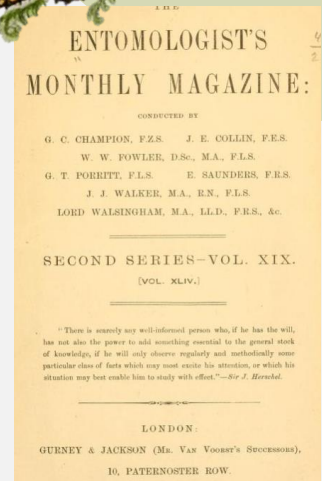 THE
ENTOMOLOGIST'S
MONTHLY MAGAZINE:
4
2
CONDUCTED BY
G. C. CHAMPION, F.Z.S. J. E. COLLIN, F.E.S.
W. W. FOWLER, D.Sc., M.A., F.L.S.
G. T. PORRITT, F.L.S. E. SAUNDERS, F.R.S.
J. J. WALKER, M.A., R.N., F.L.S.
LORD WALSINGHAM, M.A., LL.D., F.R.S., &c.
SECOND SERIES–VOL. XIX.
[VOL. XLIV.]
"There is scarcely any well-informed person who, if he has the will,
has not also the power to add something essential to the general stock
of knowledge, if he will only observe regularly and methodically some
particular class of facts which may most excite his attention, or which his
situation may best enable him to study with effect."—Sir J. Herschel.
LONDON:
GURNEY & JACKSON (Mr. Van Voorst's Successors),
10, PATERNOSTER ROW.